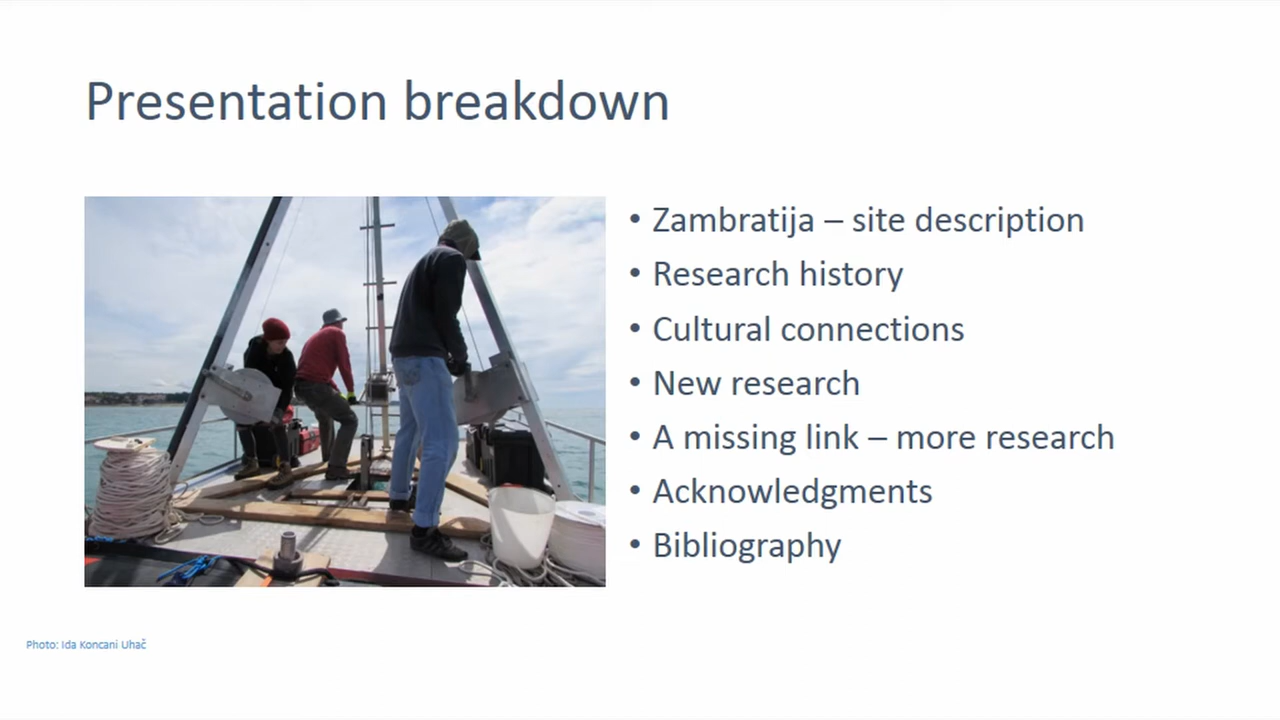 Presentation breakdown
• Zambratija – site description
• Research history
• Cultural connections
• New research
• A missing link – more research
• Acknowledgments
• Bibliography
Photo: Ida Koncani Uhač